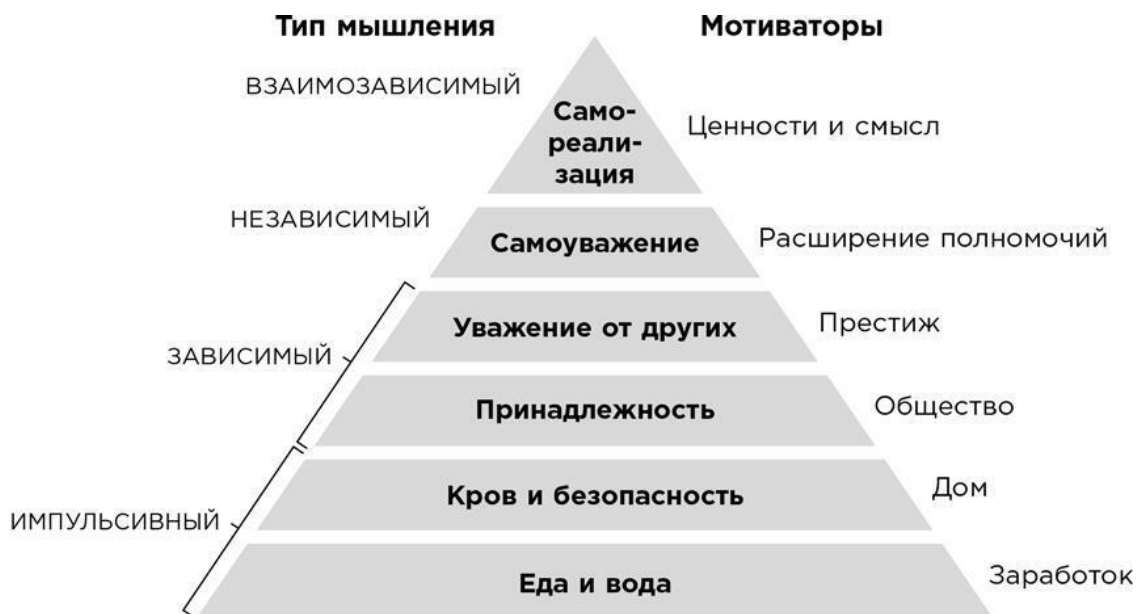 Тип мышления
Мотиваторы
ВЗАИМОЗАВИСИМЫЙ
Само-
реали-
зация
Ценности и смысл
НЕЗАВИСИМЫЙ
Самоуважение
Расширение полномочий
Уважение от других
Престиж
ЗАВИСИМЫЙ
Принадлежность
Общество
Кров и безопасность
Дом
ИМПУЛЬСИВНЫЙ
Еда и вода
Заработок